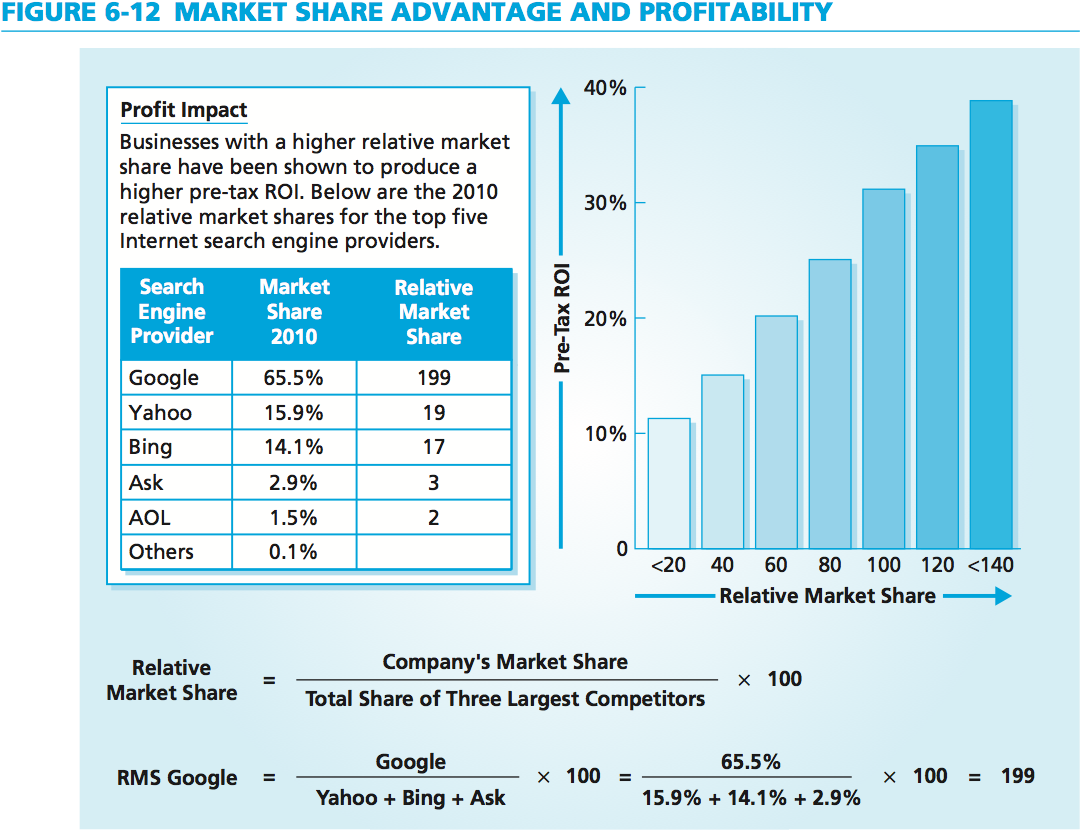 FIGURE 6-12 MARKET SHARE ADVANTAGE AND PROFITABILITY
Profit Impact
Businesses with a higher relative market
share have been shown to produce a
higher pre-tax ROI. Below are the 2010
relative market shares for the top five
Internet search engine providers.
Search Engine Provider Market Share 2010 Relative Market Share
Google 65.5% 199
Yahoo 15.9% 19
Bing 14.1% 17
Ask 2.9% 3
AOL 1.5% 2
Others 0.1%
Pre-Tax ROI
40%
30%
20%
10%
0
<20 40 60 80 100 120 <140
Relative Market Share
Relative Market Share = Company's Market Share / Total Share of Three Largest Competitors × 100
RMS Google = Google / Yahoo + Bing + Ask × 100 = 65.5% / 15.9% + 14.1% + 2.9% × 100 = 199